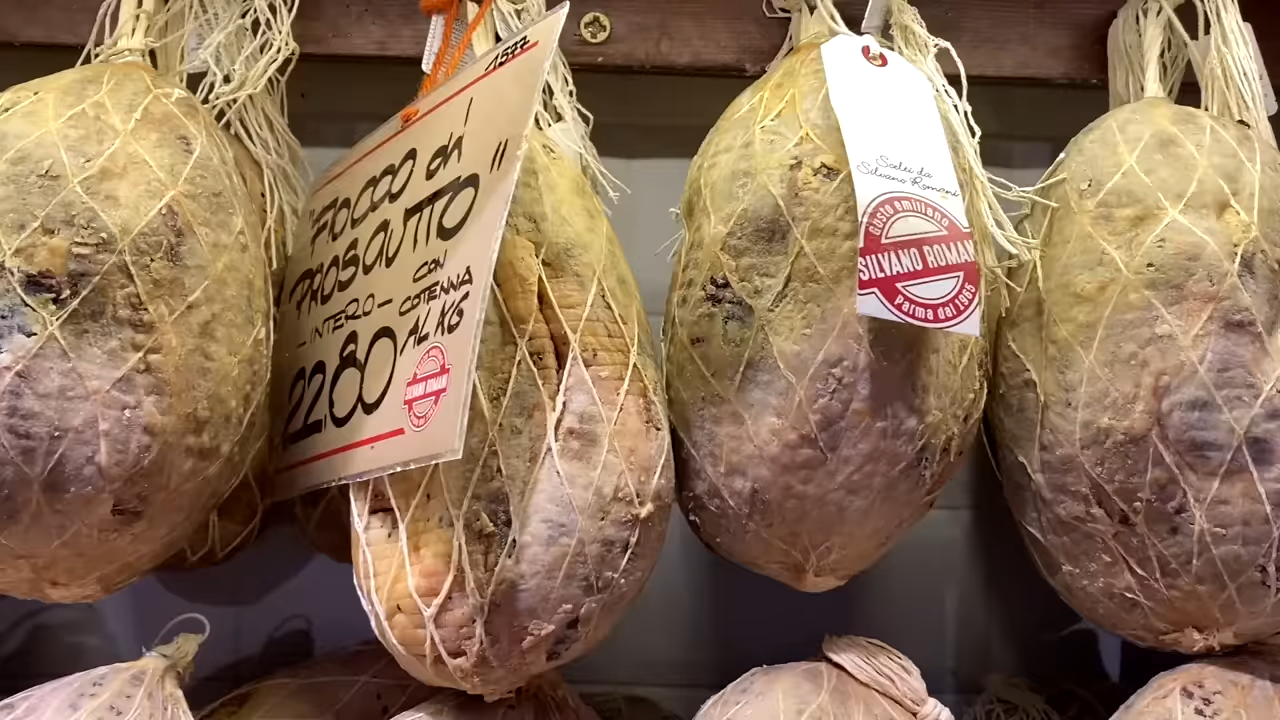 1577
"FIOCCO di
PROSCIUTTO"
- INTERO - CON
COTENNA
22,80 AL KG
SILVANO ROMANI
Scelti da
Silvano Romani
Gusto emiliano
SILVANO ROMANI
Parma dal 1965